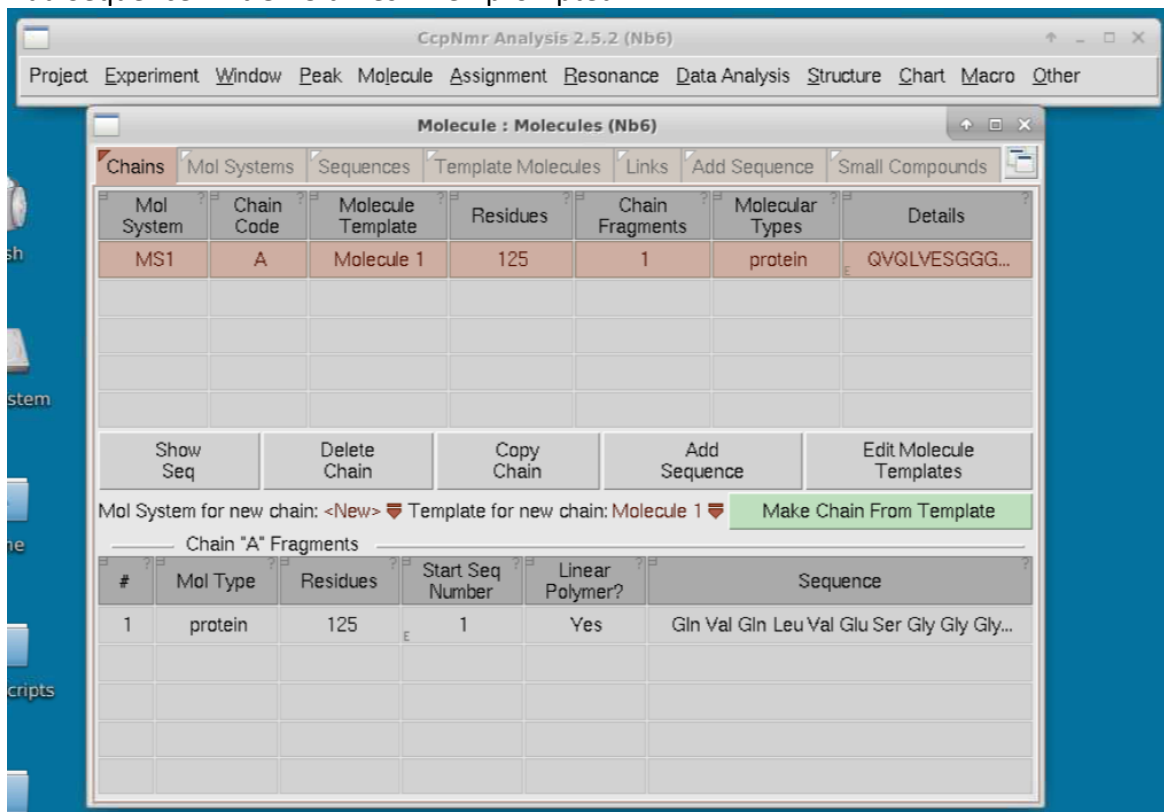 CcpNmr Analysis 2.5.2 (Nb6)
Project Experiment Window Peak Molecule Assignment Resonance Data Analysis Structure Chart Macro Other
Molecule : Molecules (Nb6)
Chains Mol Systems Sequences Template Molecules Links Add Sequence Small Compounds
Mol System Chain Code Molecule Template Residues Chain Fragments Molecular Types Details
MS1 A Molecule 1 125 1 protein E QVQLVESGGG...
Show Seq Delete Chain Copy Chain Add Sequence Edit Molecule Templates
Mol System for new chain: <New> Template for new chain: Molecule 1 Make Chain From Template
Chain "A" Fragments
# Mol Type Residues Start Seq Number Linear Polymer? Sequence
1 protein 125 E 1 Yes Gln Val Gln Leu Val Glu Ser Gly Gly Gly...
sh
stem
ne
cripts